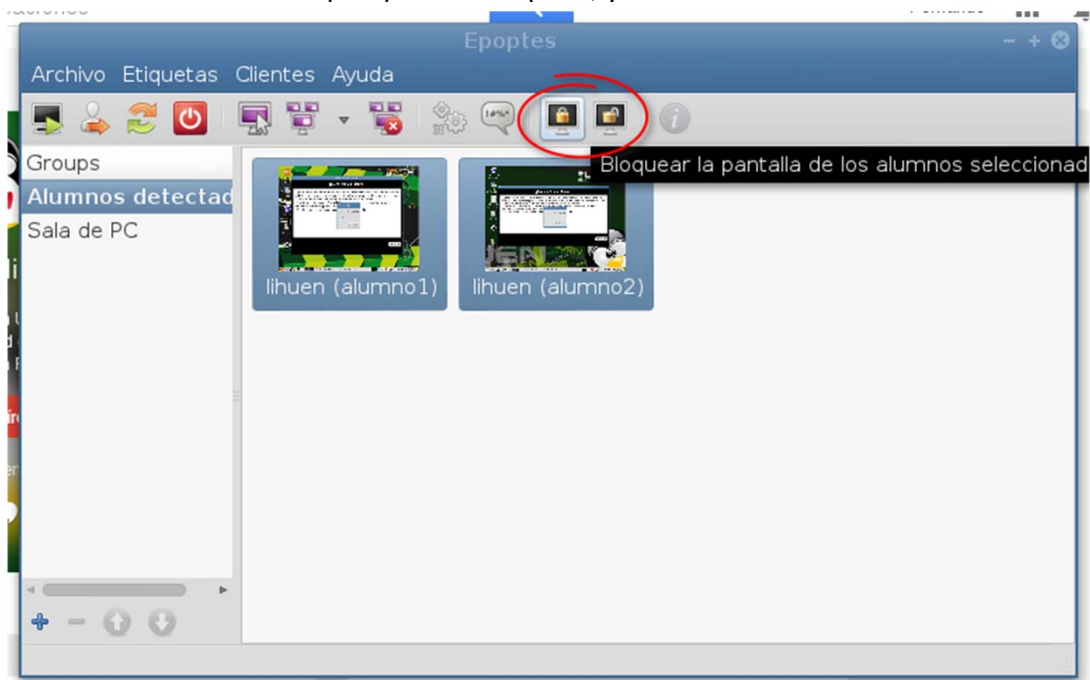 Epoptes
Archivo Etiquetas Clientes Ayuda
Groups
Bloquear la pantalla de los alumnos seleccionad
Alumnos detectad
Sala de PC
lihuen (alumno1) lihuen (alumno2)